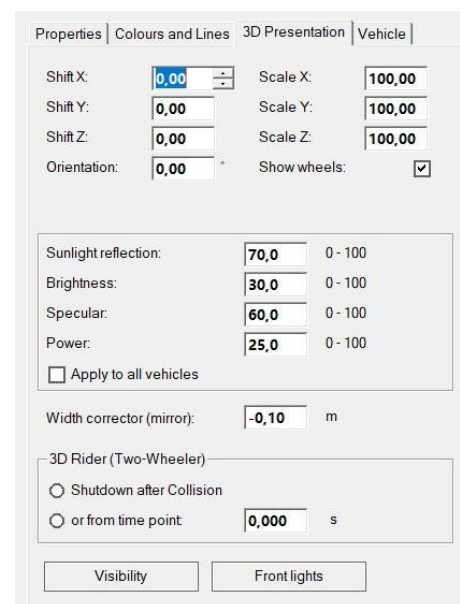 Properties Colours and Lines 3D Presentation Vehicle
Shift X: 0,00 Scale X: 100,00
Shift Y: 0,00 Scale Y: 100,00
Shift Z: 0,00 Scale Z: 100,00
Orientation: 0,00 ° Show wheels:
Sunlight reflection: 70,0 0 - 100
Brightness: 30,0 0 - 100
Specular: 60,0 0 - 100
Power: 25,0 0 - 100
Apply to all vehicles
Width corrector (mirror): -0,10 m
3D Rider (Two-Wheeler)
Shutdown after Collision
or from time point: 0,000 s
Visibility Front lights